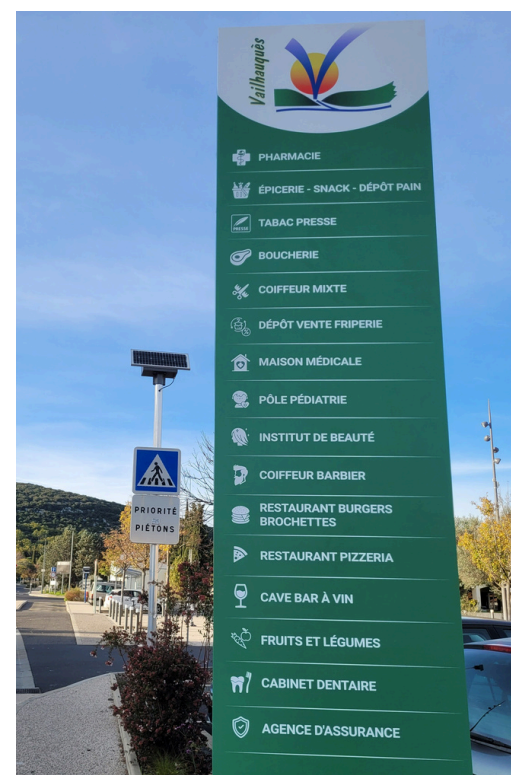 Vailhauquès
PHARMACIE
ÉPICERIE - SNACK - DÉPÔT PAIN
PRESSE
TABAC PRESSE
BOUCHERIE
COIFFEUR MIXTE
DÉPÔT VENTE FRIPERIE
MAISON MÉDICALE
PÔLE PÉDIATRIE
INSTITUT DE BEAUTÉ
COIFFEUR BARBIER
RESTAURANT BURGERS
BROCHETTES
RESTAURANT PIZZERIA
CAVE BAR À VIN
FRUITS ET LÉGUMES
CABINET DENTAIRE
AGENCE D'ASSURANCE
PRIORITÉ
PIÉTONS